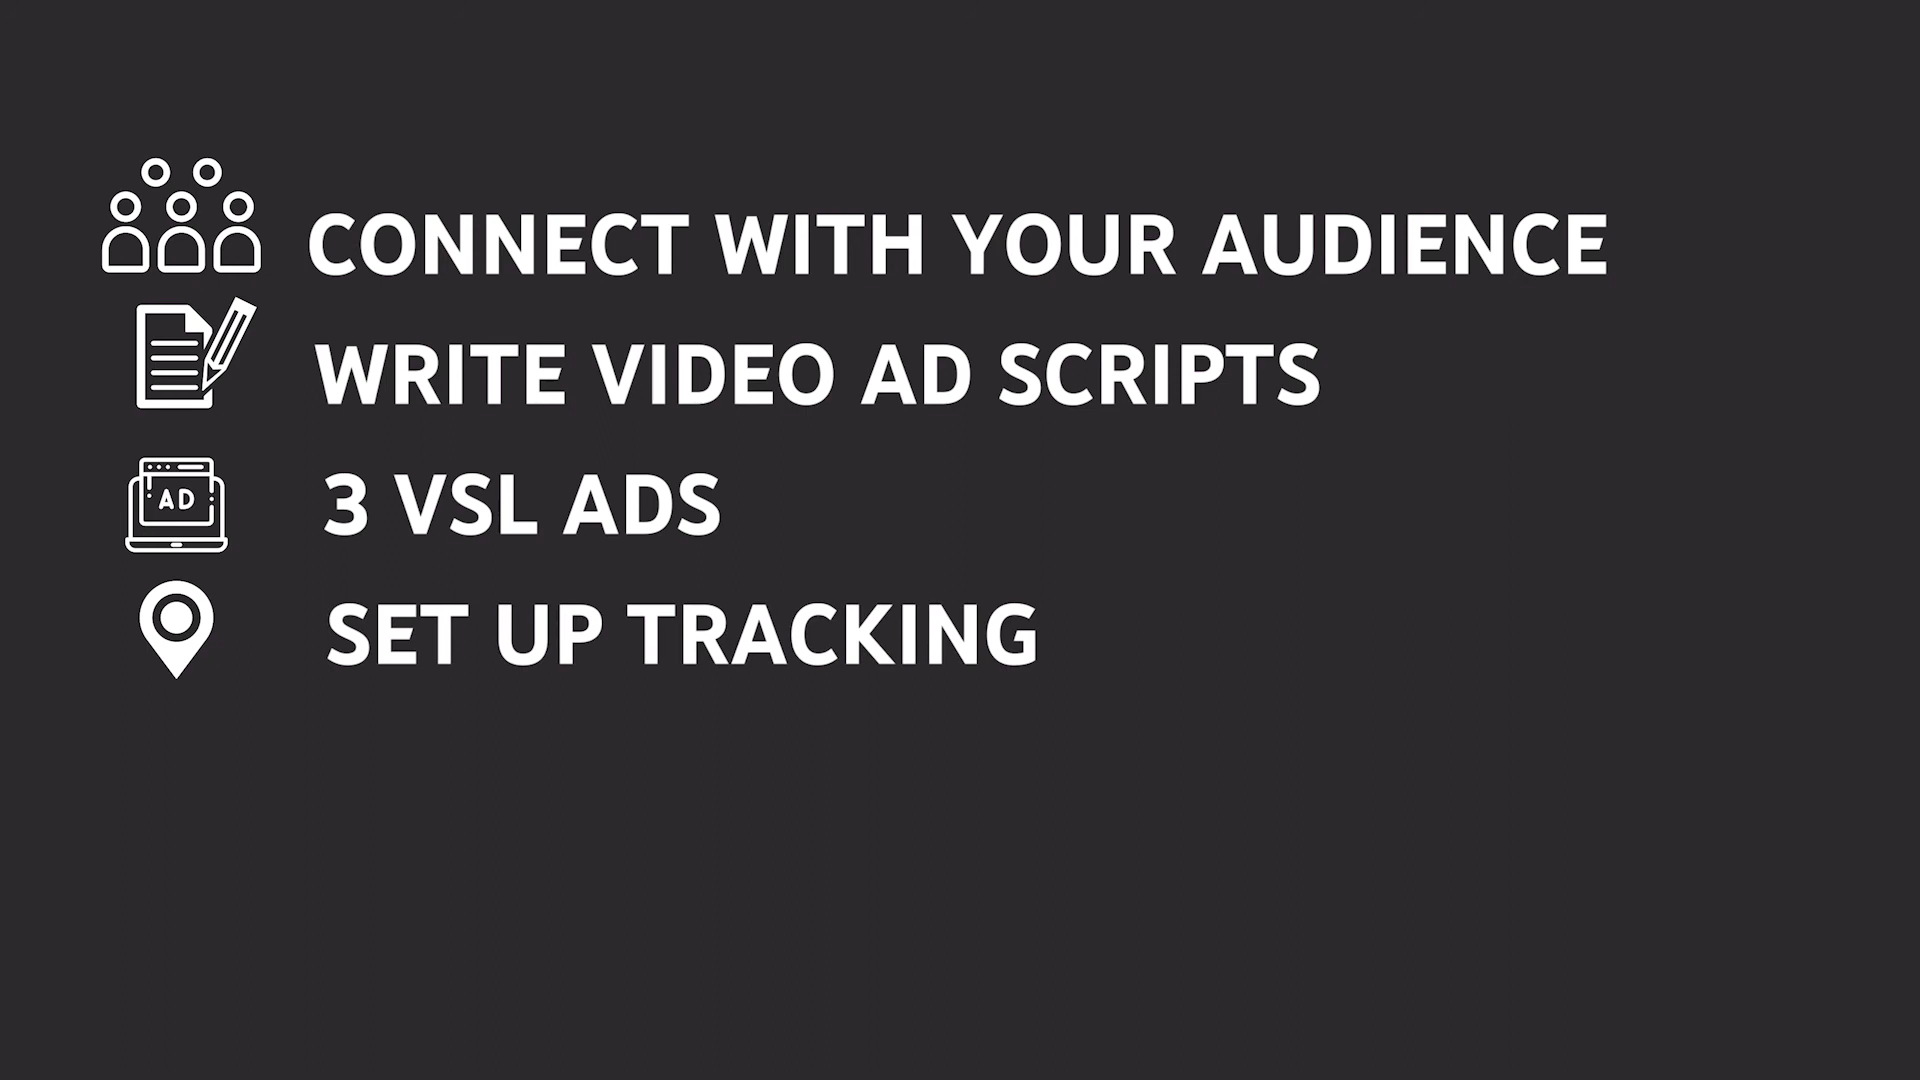 CONNECT WITH YOUR AUDIENCE
WRITE VIDEO AD SCRIPTS
AD
3 VSL ADS
SET UP TRACKING